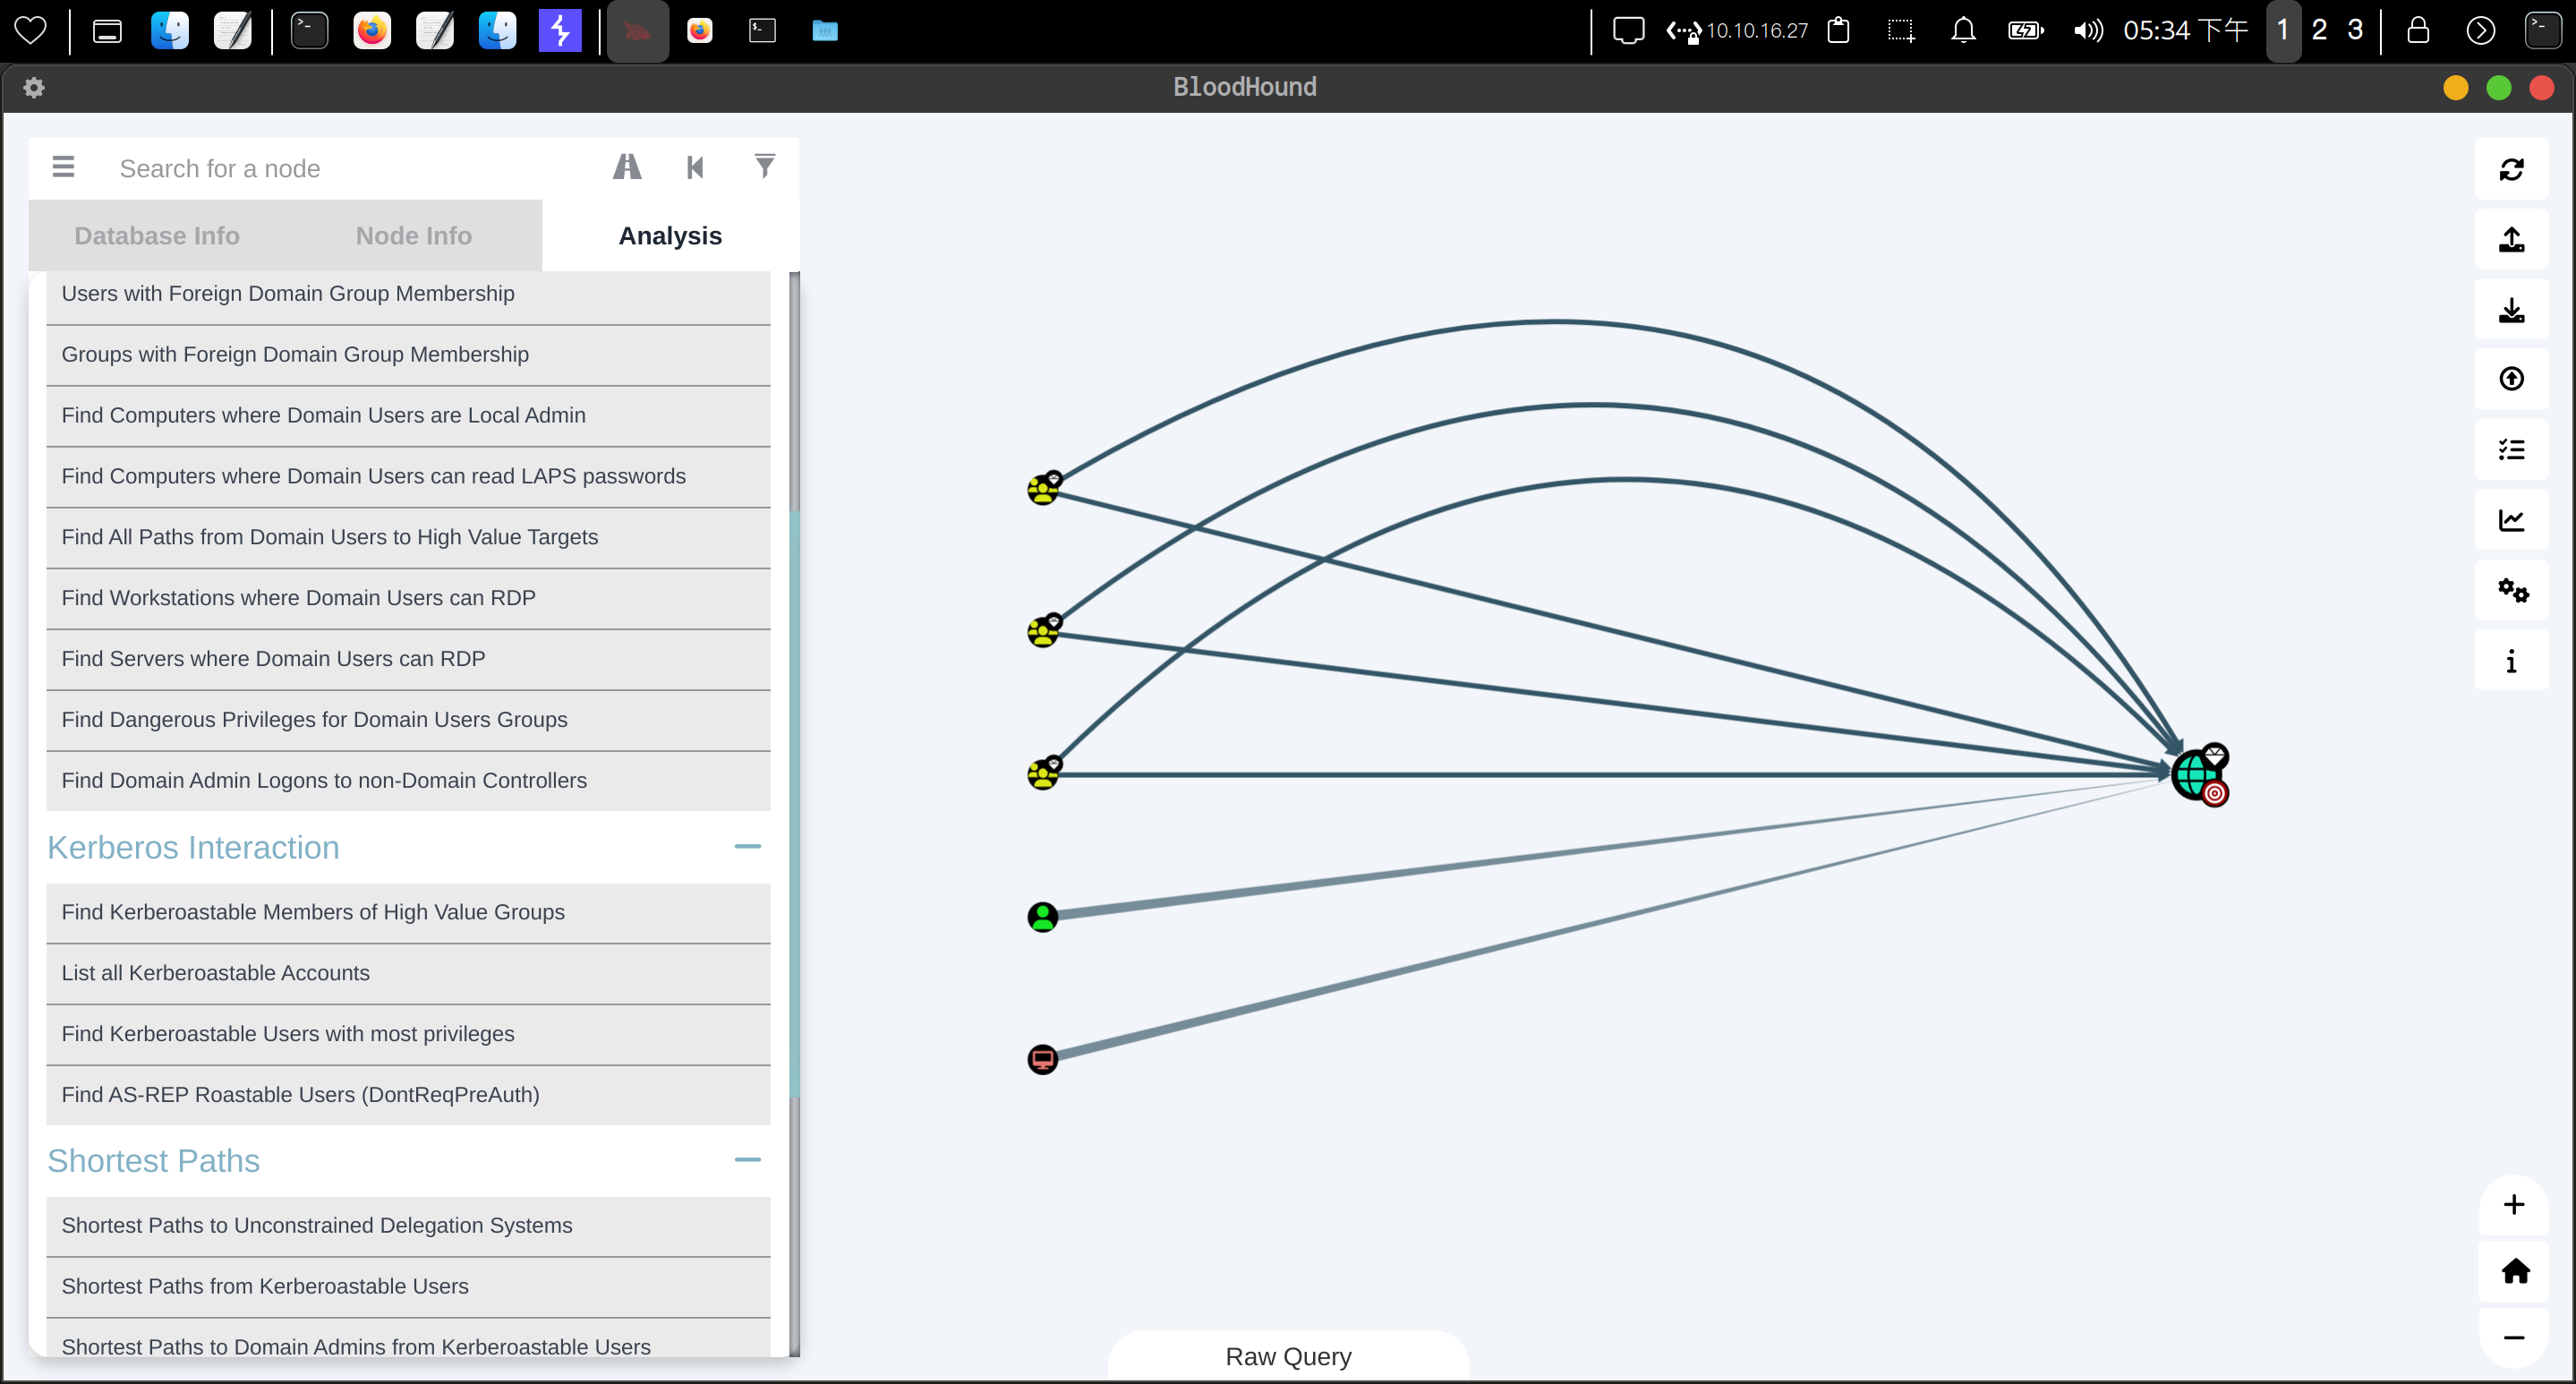 10.10.16.27
05:34 下午
1 2 3
BloodHound
Search for a node
Database Info
Node Info
Analysis
Users with Foreign Domain Group Membership
Groups with Foreign Domain Group Membership
Find Computers where Domain Users are Local Admin
Find Computers where Domain Users can read LAPS passwords
Find All Paths from Domain Users to High Value Targets
Find Workstations where Domain Users can RDP
Find Servers where Domain Users can RDP
Find Dangerous Privileges for Domain Users Groups
Find Domain Admin Logons to non-Domain Controllers
Kerberos Interaction
Find Kerberoastable Members of High Value Groups
List all Kerberoastable Accounts
Find Kerberoastable Users with most privileges
Find AS-REP Roastable Users (DontReqPreAuth)
Shortest Paths
Shortest Paths to Unconstrained Delegation Systems
Shortest Paths from Kerberoastable Users
Shortest Paths to Domain Admins from Kerberoastable Users
Raw Query